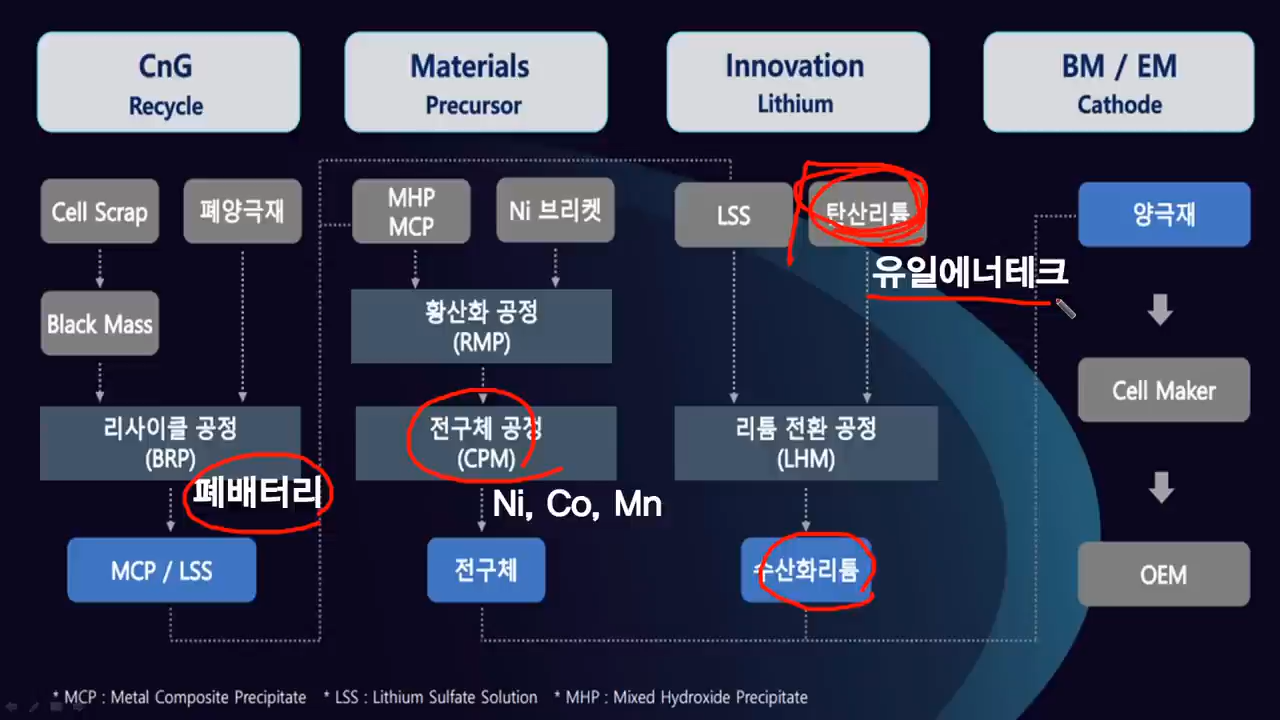 CnG
Recycle
Materials
Precursor
Innovation
Lithium
BM / EM
Cathode
Cell Scrap
폐양극재
MHP
MCP
Ni 브리켓
LSS
탄산리튬
양극재
유일에너테크
Black Mass
황산화 공정
(RMP)
Cell Maker
리사이클 공정
(BRP)
전구체 공정
(CPM)
리튬 전환 공정
(LHM)
폐배터리
Ni, Co, Mn
MCP / LSS
전구체
수산화리튬
OEM
* MCP : Metal Composite Precipitate * LSS : Lithium Sulfate Solution * MHP : Mixed Hydroxide Precipitate